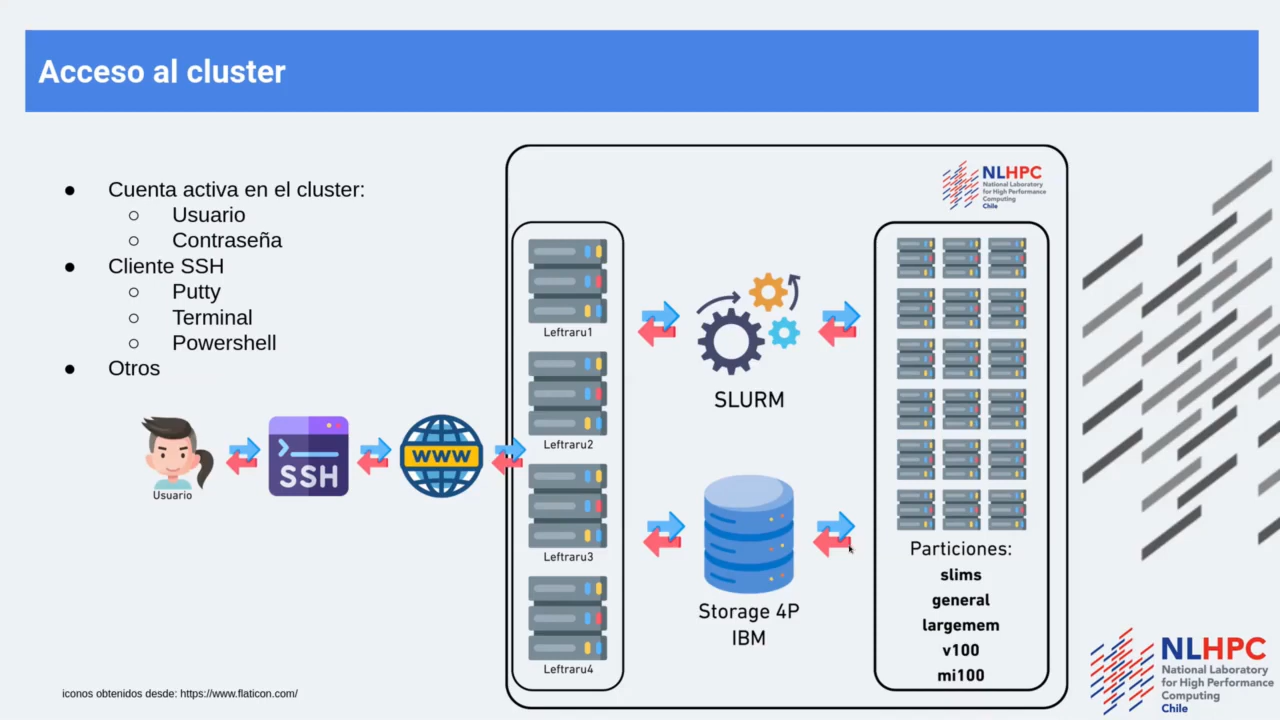 Acceso al cluster
● Cuenta activa en el cluster:
○ Usuario
○ Contraseña
● Cliente SSH
○ Putty
○ Terminal
○ Powershell
● Otros
Usuario
SSH
WWW
NLHPC
National Laboratory
for High Performance
Computing
Chile
Leftraru1
Leftraru2
Leftraru3
Leftraru4
SLURM
Storage 4P
IBM
Particiones:
slims
general
largemem
v100
mi100
iconos obtenidos desde: https://www.flaticon.com/
NLHPC
National Laboratory
for High Performance
Computing
Chile